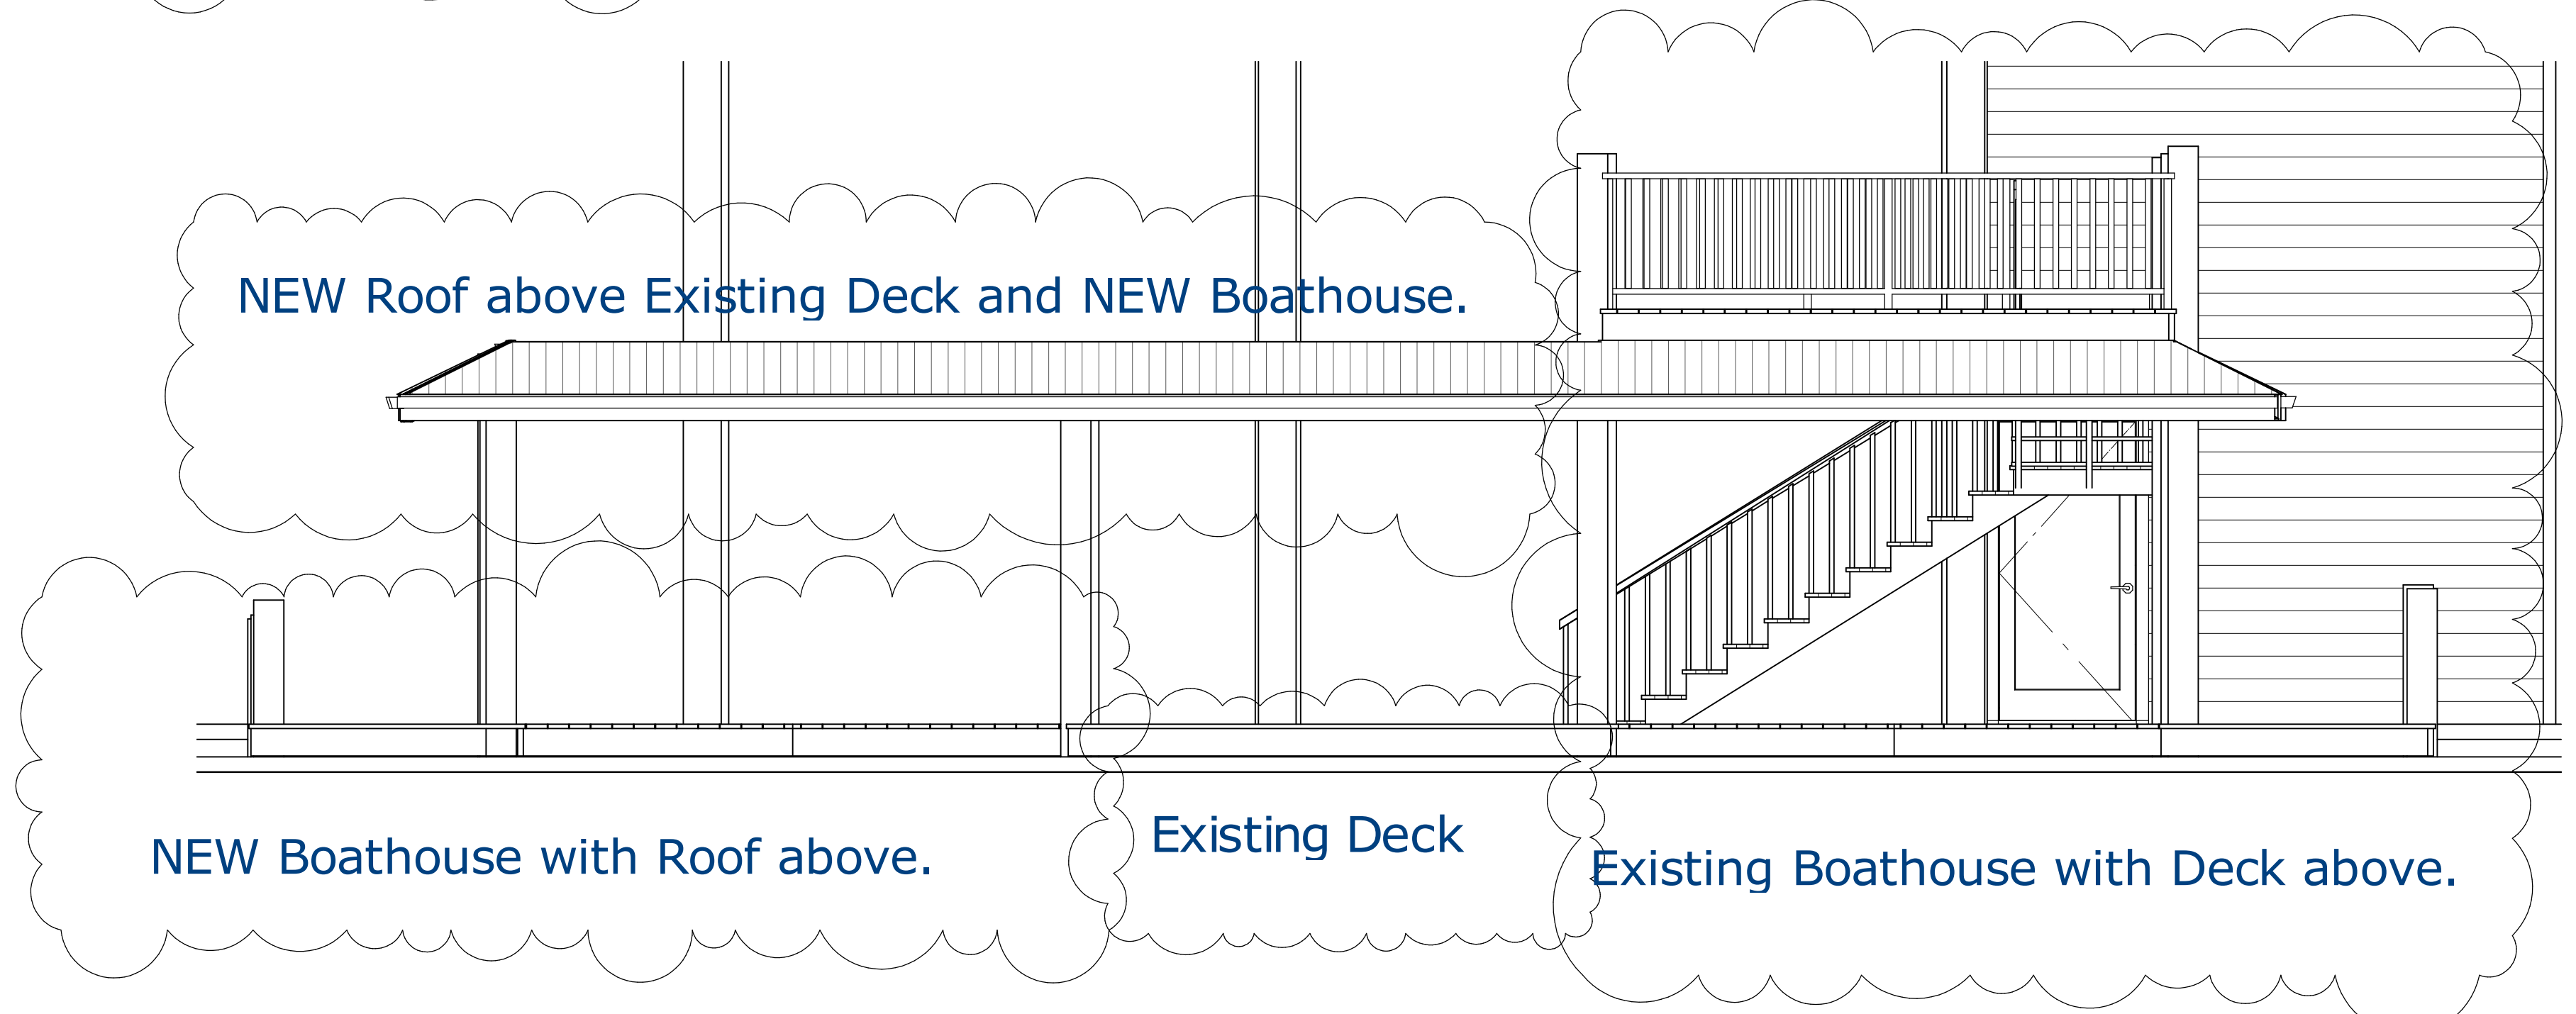 NEW Roof above Existing Deck and NEW Boathouse.
NEW Boathouse with Roof above.
Existing Deck
Existing Boathouse with Deck above.